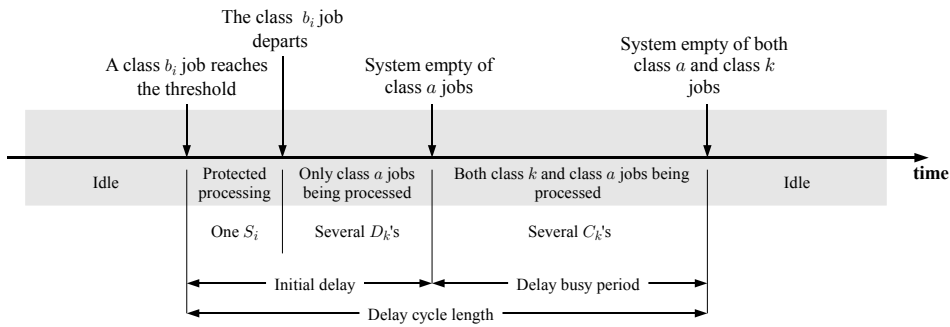 The class b_i job
departs
A class b_i job reaches
the threshold
System empty of
class a jobs
System empty of both
class a and class k
jobs
Idle
Protected
processing
Only class a jobs
being processed
Both class k and class a jobs being
processed
Idle
time
One S_i
Several D_k's
Several C_k's
Initial delay
Delay busy period
Delay cycle length